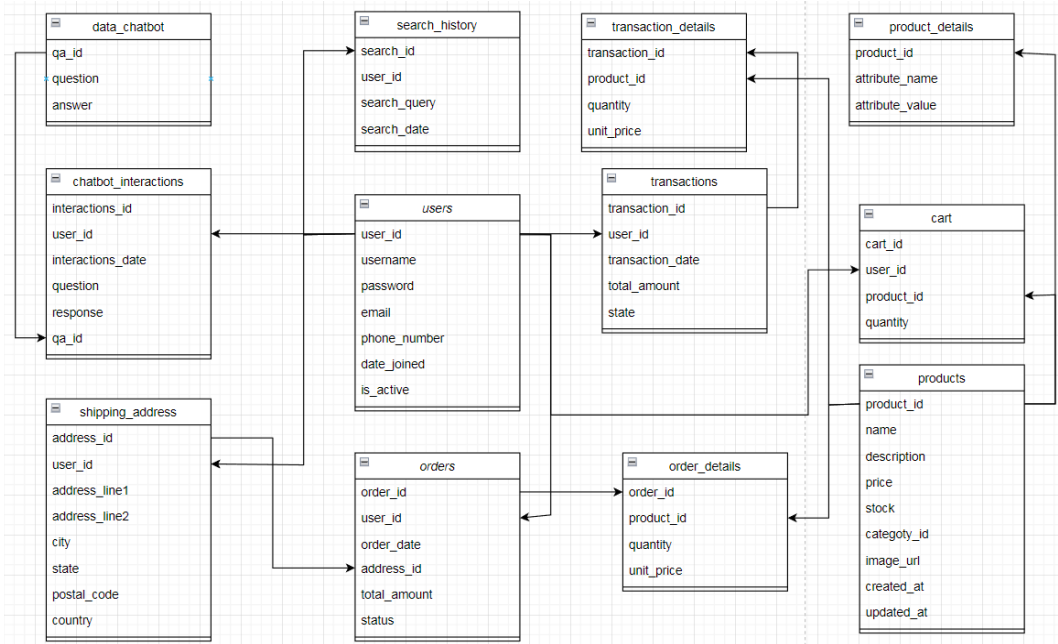 data_chatbot
qa_id
question
answer
search_history
search_id
user_id
search_query
search_date
transaction_details
transaction_id
product_id
quantity
unit_price
product_details
product_id
attribute_name
attribute_value
chatbot_interactions
interactions_id
user_id
interactions_date
question
response
qa_id
users
user_id
username
password
email
phone_number
date_joined
is_active
transactions
transaction_id
user_id
transaction_date
total_amount
state
cart
cart_id
user_id
product_id
quantity
shipping_address
address_id
user_id
address_line1
address_line2
city
state
postal_code
country
orders
order_id
user_id
order_date
address_id
total_amount
status
order_details
order_id
product_id
quantity
unit_price
products
product_id
name
description
price
stock
categoty_id
image_url
created_at
updated_at